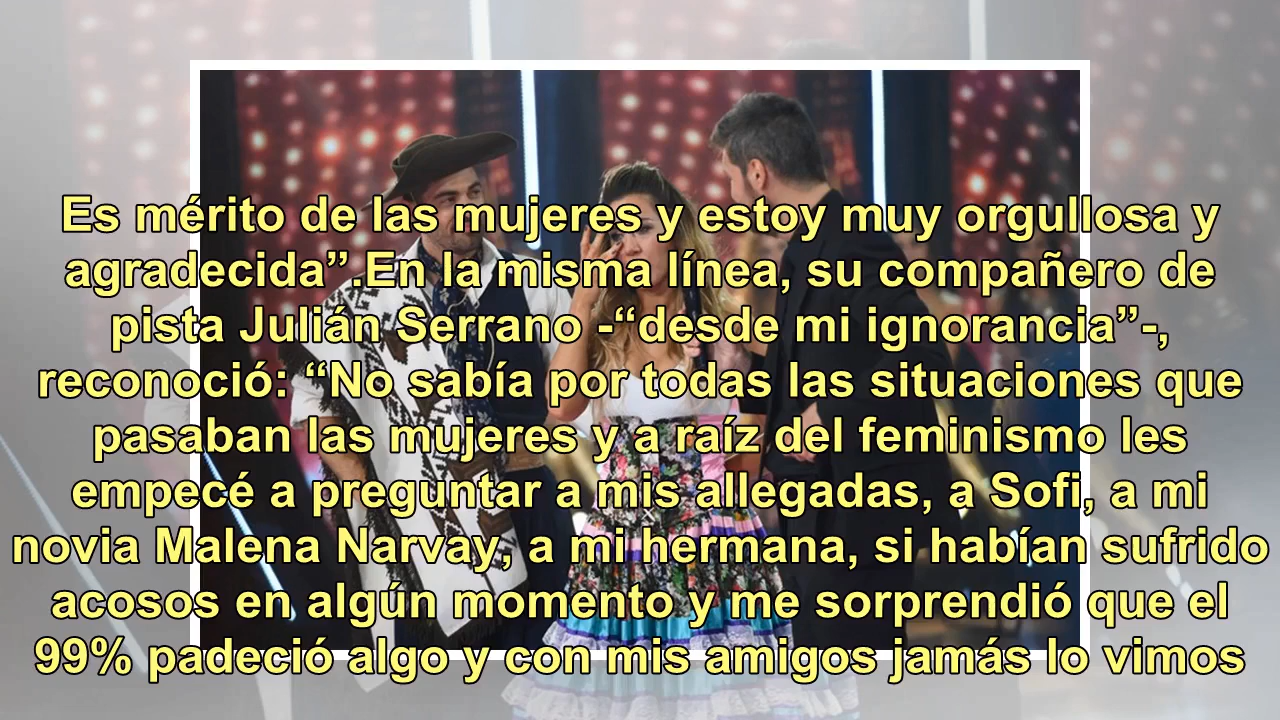 Es mérito de las mujeres y estoy muy orgullosa y
agradecida”.En la misma línea, su compañero de
pista Julián Serrano -“desde mi ignorancia”-,
reconoció: “No sabía por todas las situaciones que
pasaban las mujeres y a raíz del feminismo les
empecé a preguntar a mis allegadas, a Sofi, a mi
novia Malena Narvay, a mi hermana, si habían sufrido
acosos en algún momento y me sorprendió que el
99% padeció algo y con mis amigos jamás lo vimos